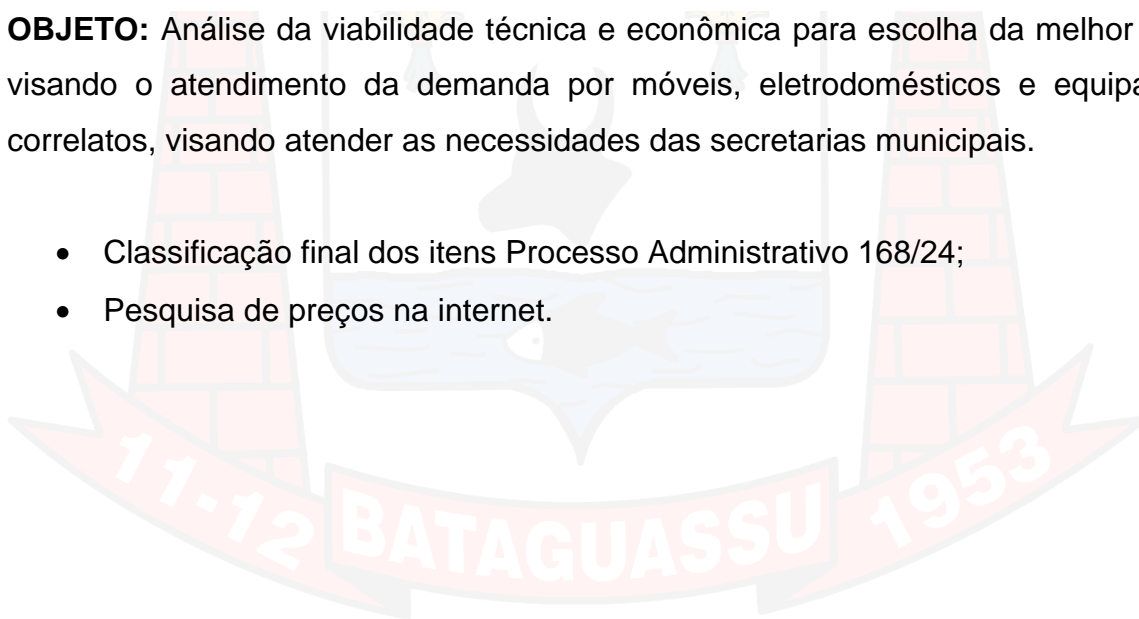 OBJETO: Análise da viabilidade técnica e econômica para escolha da melhor
visando o atendimento da demanda por móveis, eletrodomésticos e equipa
correlatos, visando atender as necessidades das secretarias municipais.
• Classificação final dos itens Processo Administrativo 168/24;
• Pesquisa de preços na internet.
11-12 BATAGUASSU 1953